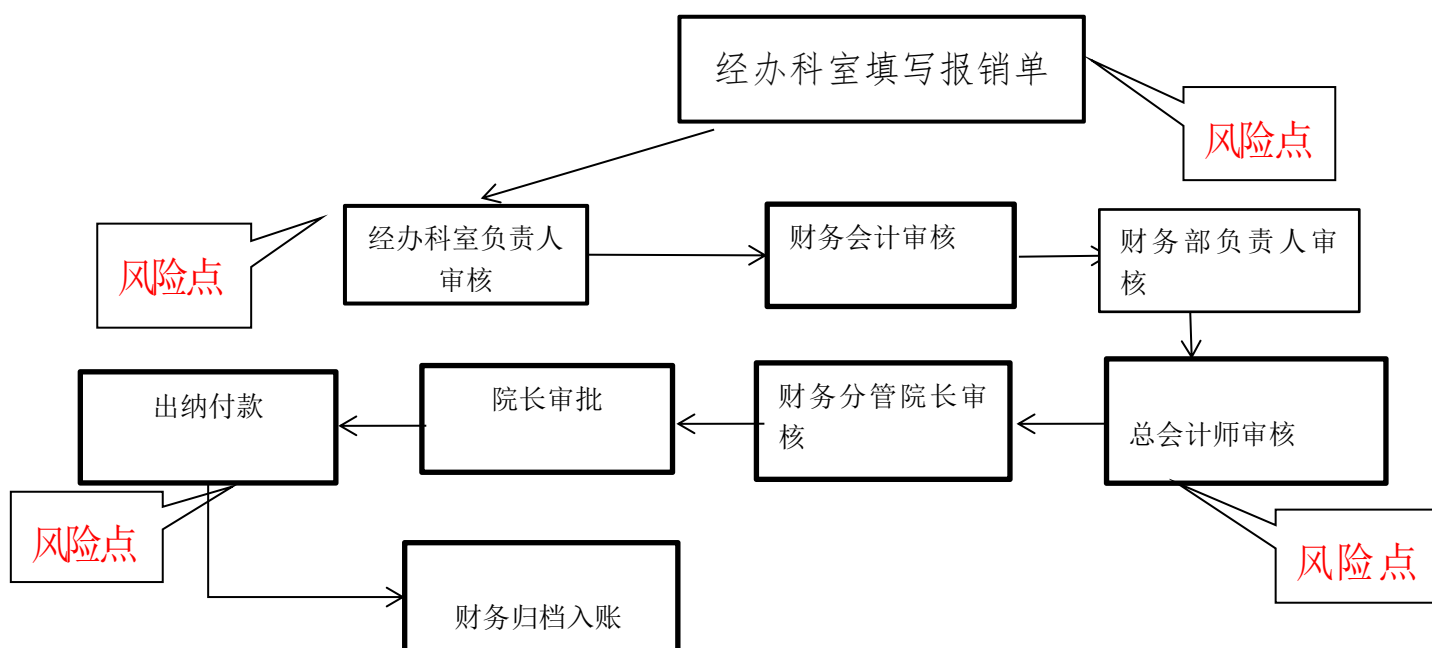 经办科室填写报销单
风险点
风险点
经办科室负责人
审核
财务会计审核
财务部负责人审
核
出纳付款
院长审批
财务分管院长审
核
总会计师审核
风险点
风险点
财务归档入账